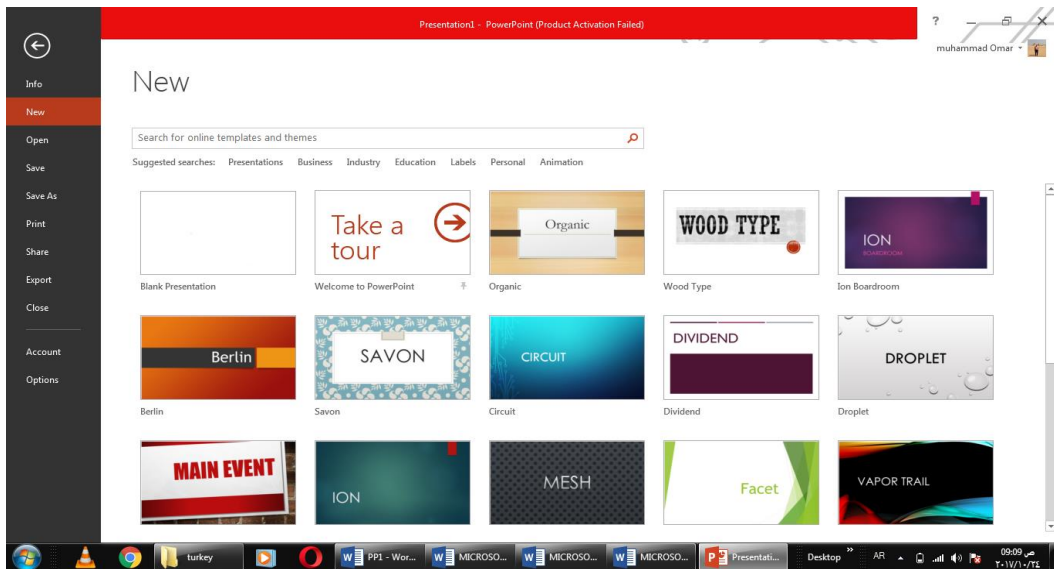 Presentation1 - PowerPoint (Product Activation Failed)
?
muhammad Omar
Info
New
Open
Save
Save As
Print
Share
Export
Close
Account
Options
New
Search for online templates and themes
Suggested searches: Presentations Business Industry Education Labels Personal Animation
Take a
tour
Organic
WOOD TYPE
ION
BOARDROOM
Blank Presentation
Welcome to PowerPoint
Organic
Wood Type
Ion Boardroom
Berlin
SAVON
CIRCUIT
DIVIDEND
DROPLET
Berlin
Savon
Circuit
Dividend
Droplet
MAIN EVENT
ION
MESH
Facet
VAPOR TRAIL
turkey
PP1 - Wor...
MICROSO...
MICROSO...
MICROSO...
Presentati...
Desktop
AR
09:09 ص
٢٠١٧/١٠/٢٤